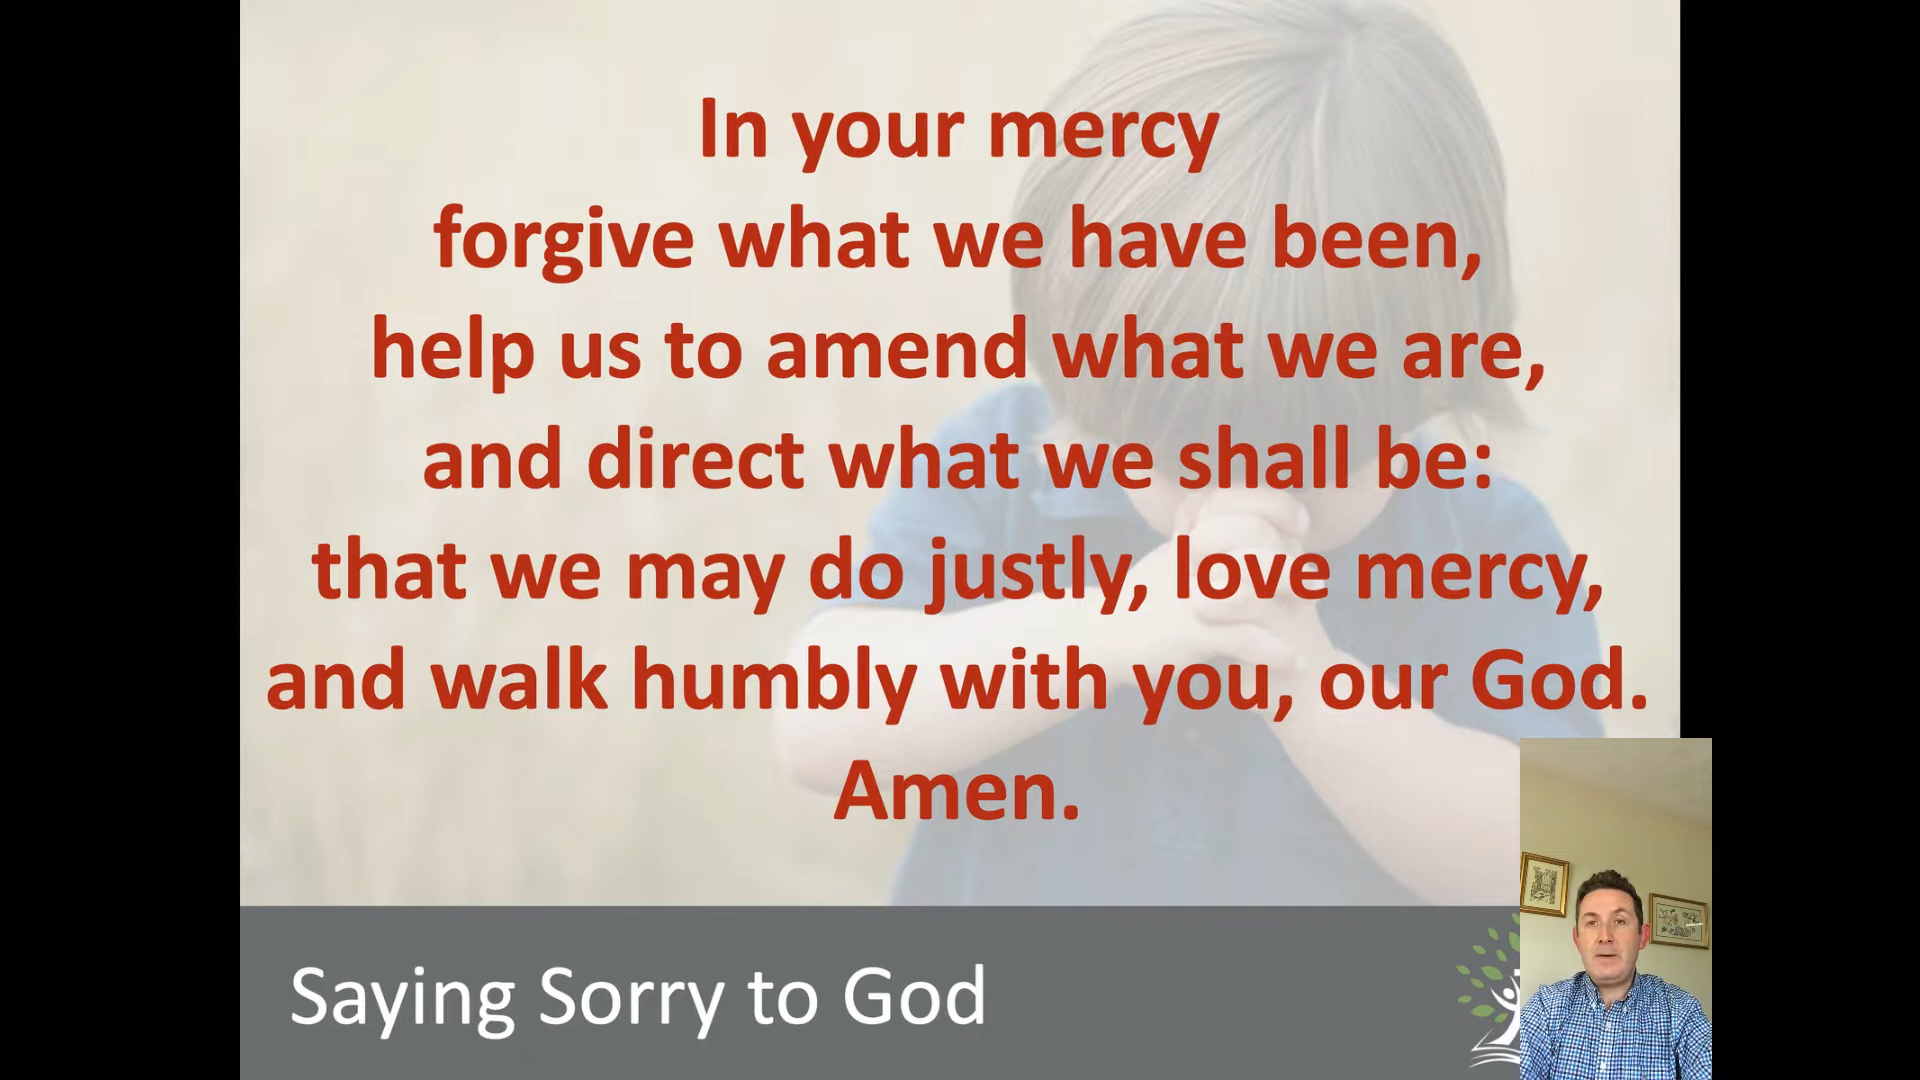 In your mercy
forgive what we have been,
help us to amend what we are,
and direct what we shall be:
that we may do justly, love mercy,
and walk humbly with you, our God.
Amen.
Saying Sorry to God